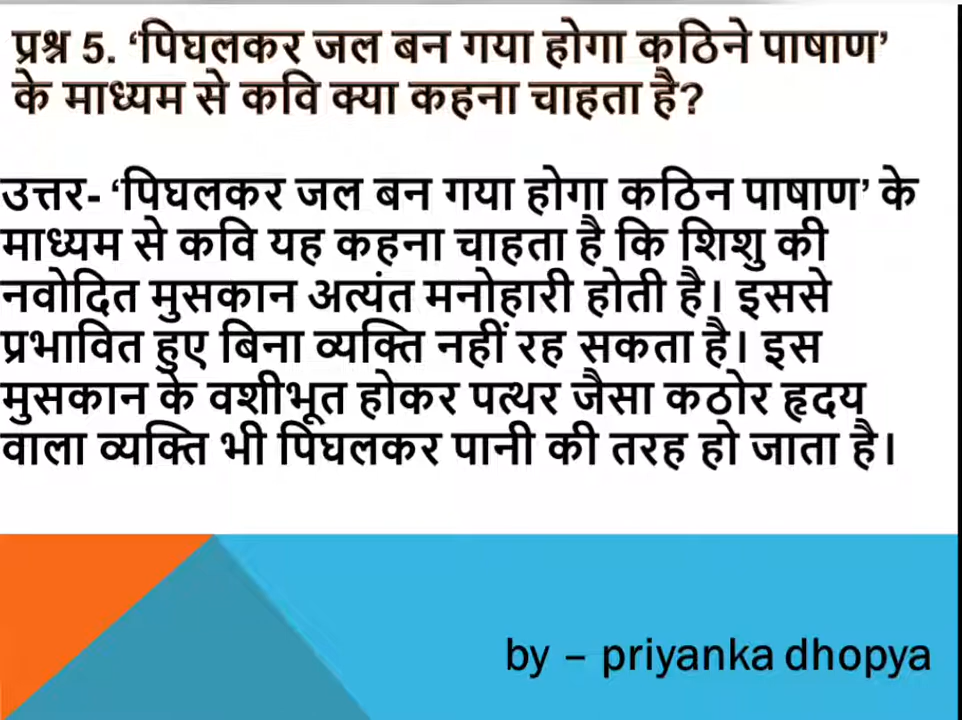 प्रश्न 5. ‘पिघलकर जल बन गया होगा कठिने पाषाण’
के माध्यम से कवि क्या कहना चाहता है?
उत्तर- ‘पिघलकर जल बन गया होगा कठिन पाषाण’ के
माध्यम से कवि यह कहना चाहता है कि शिशु की
नवोदित मुसकान अत्यंत मनोहारी होती है। इससे
प्रभावित हुए बिना व्यक्ति नहीं रह सकता है। इस
मुसकान के वशीभूत होकर पत्थर जैसा कठोर हृदय
वाला व्यक्ति भी पिघलकर पानी की तरह हो जाता है।
by – priyanka dhopya